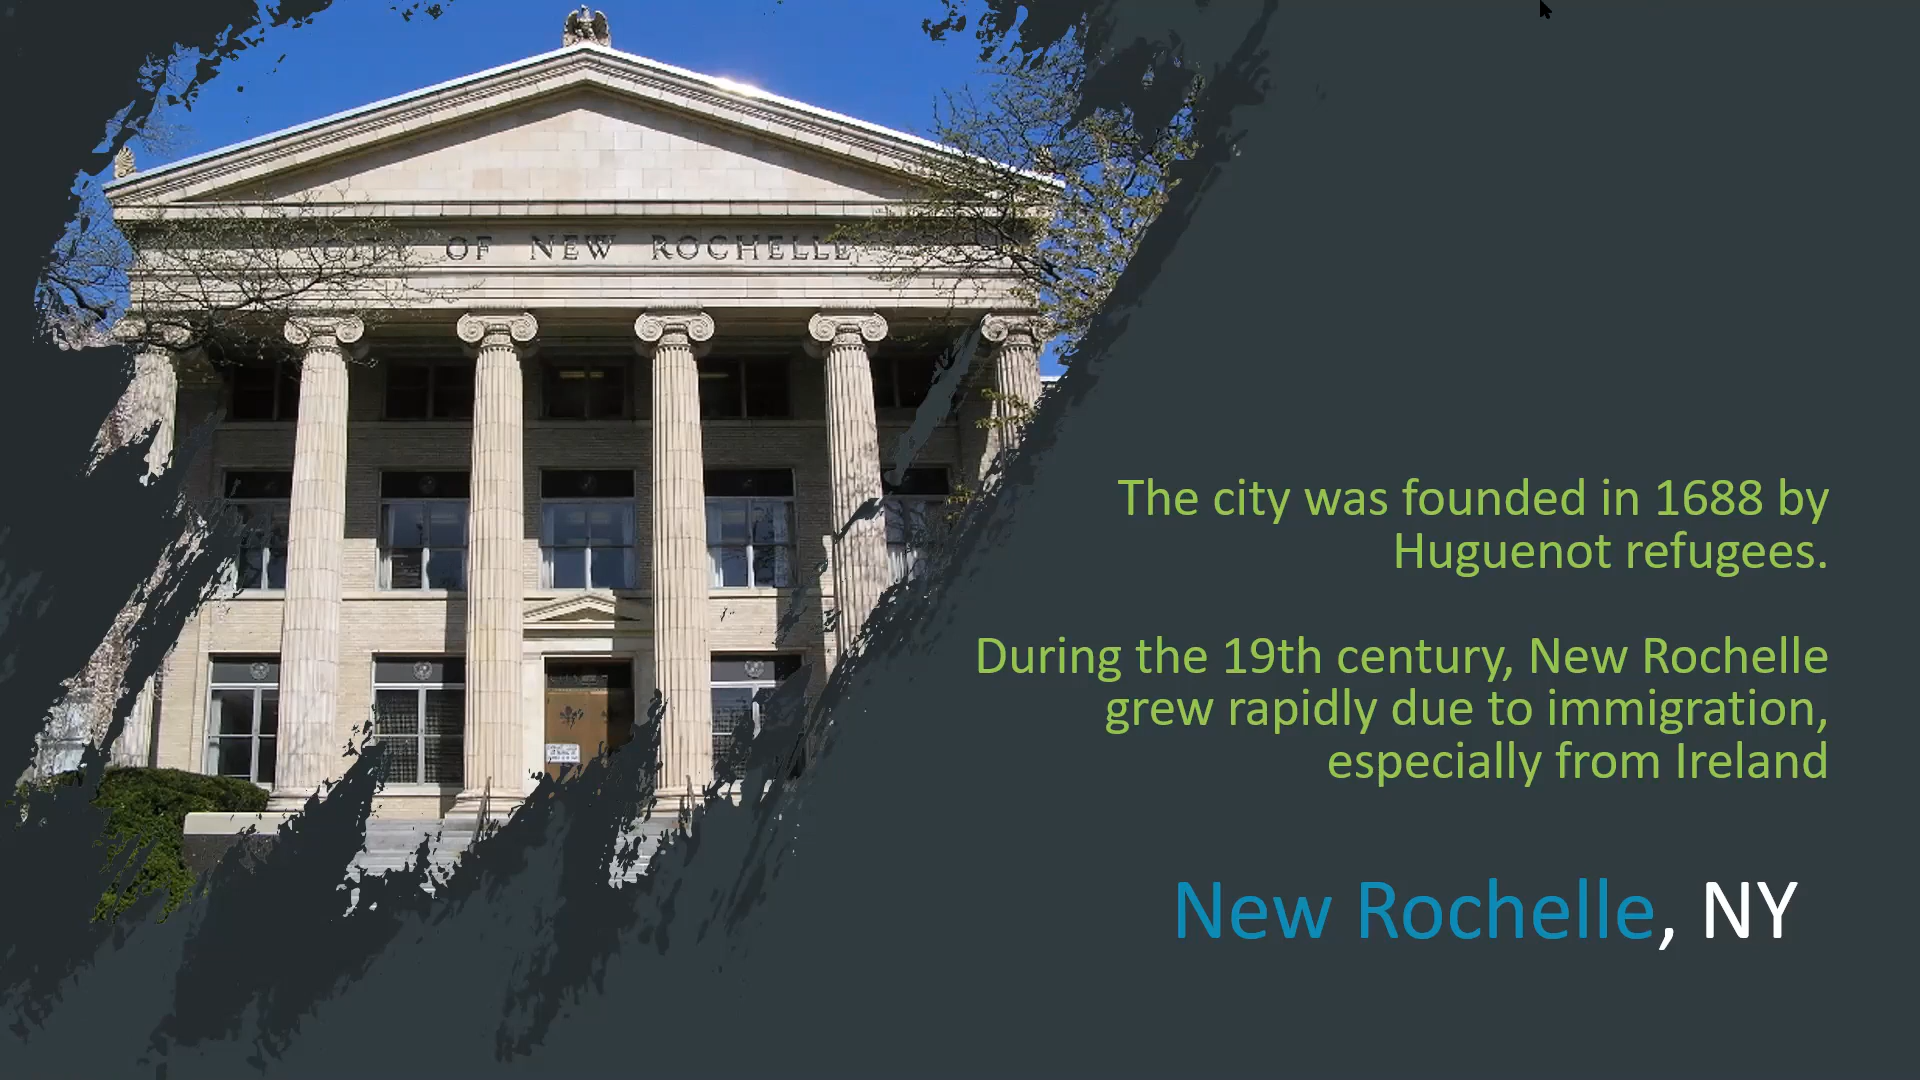 CITY OF NEW ROCHELLE
The city was founded in 1688 by
Huguenot refugees.
During the 19th century, New Rochelle
grew rapidly due to immigration,
especially from Ireland
New Rochelle, NY